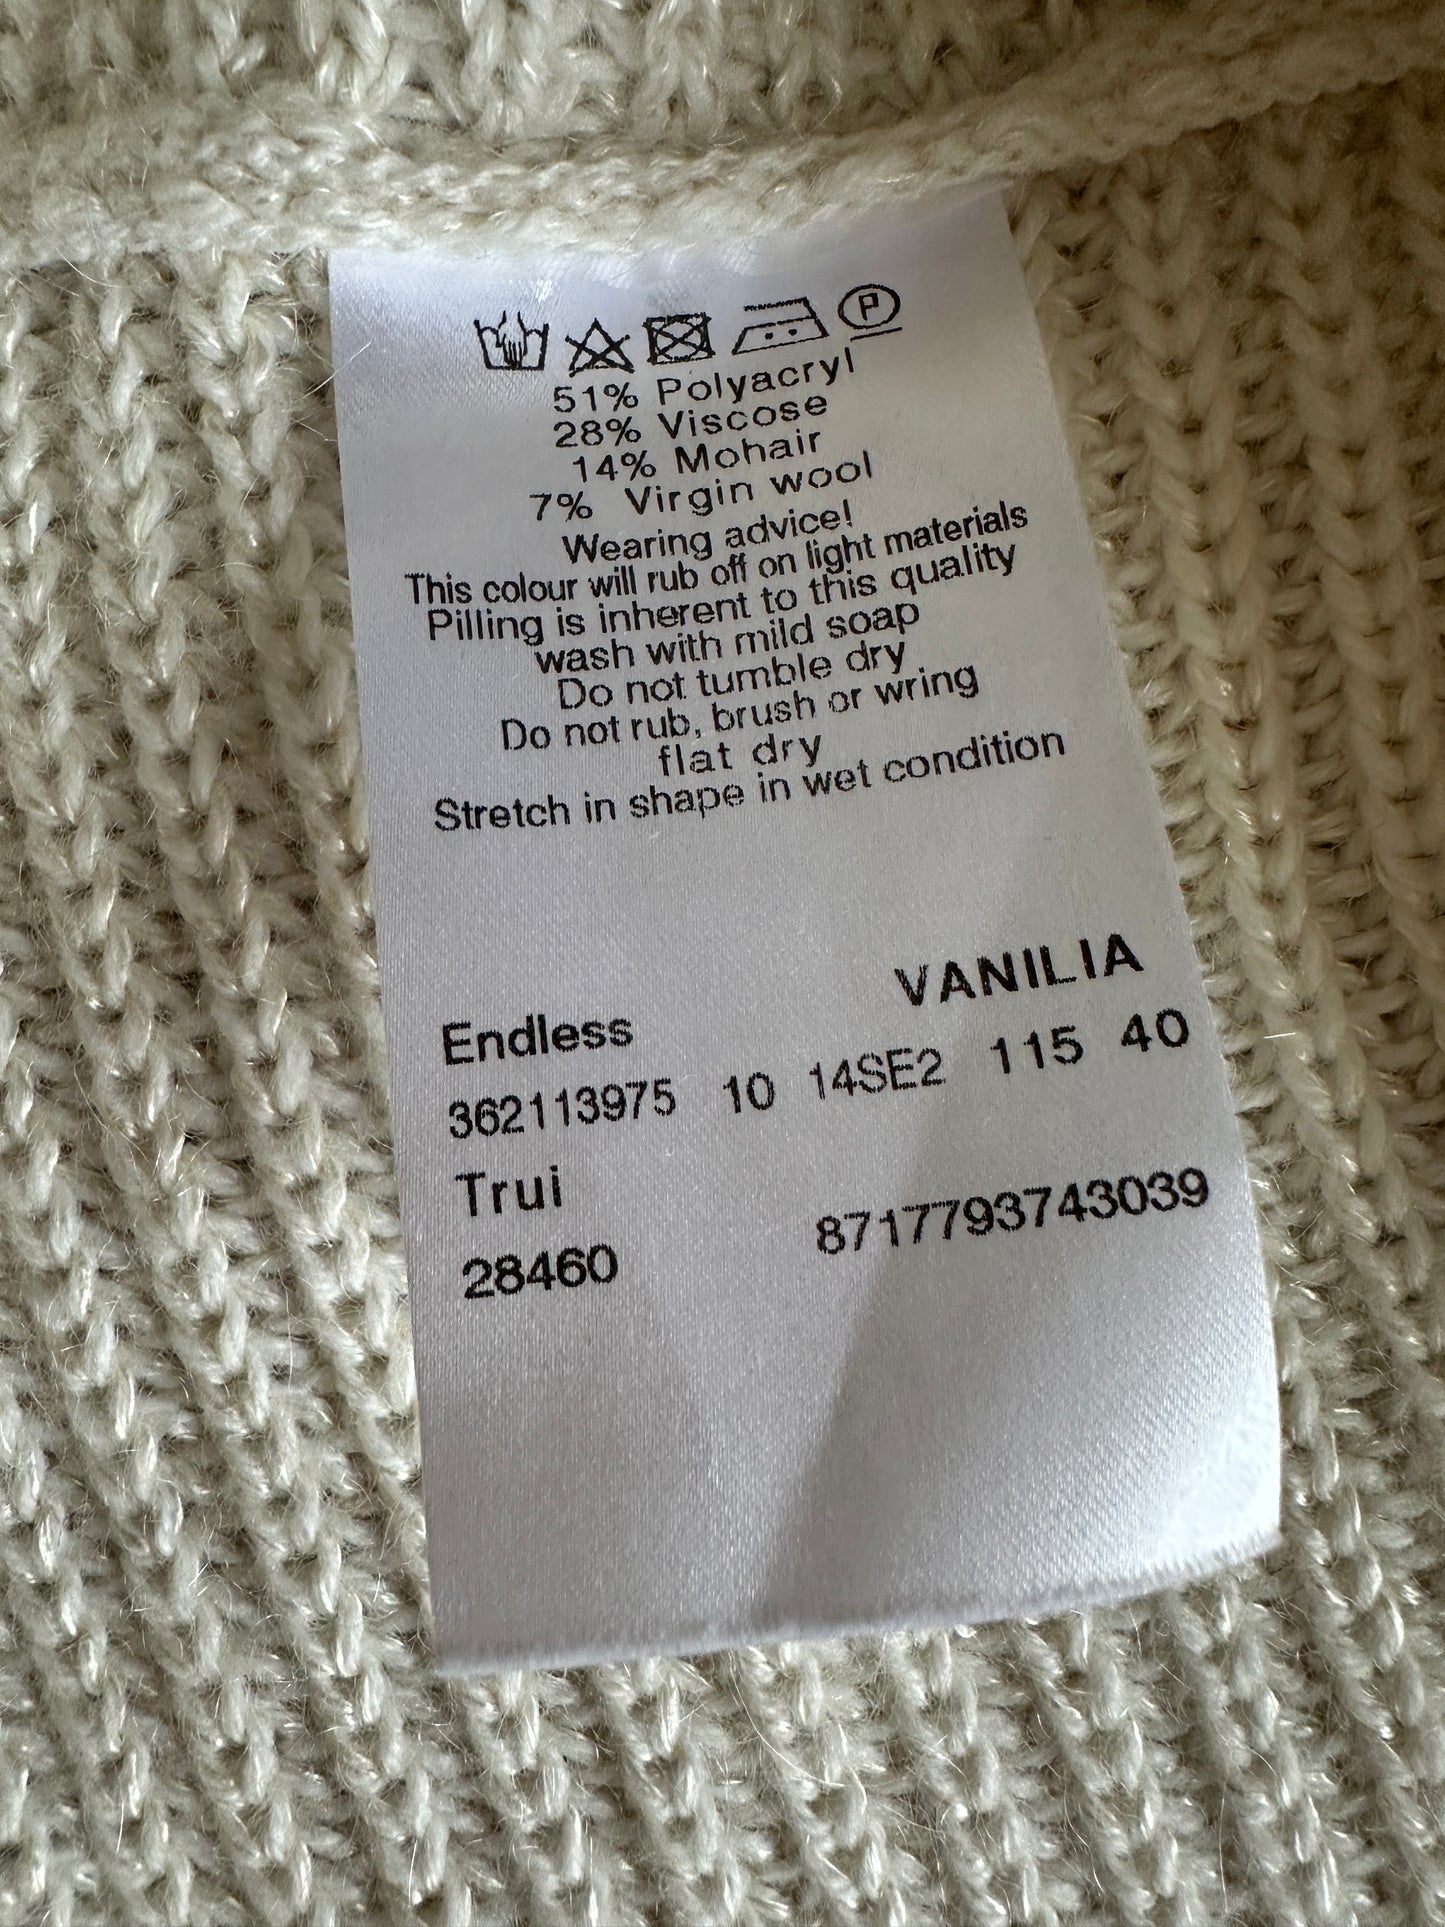 P
51% Polyacryl
28% Viscose
14% Mohair
7% Virgin wool
Wearing advice!
This colour will rub off on light materials
Pilling is inherent to this quality
wash with mild soap
Do not tumble dry
Do not rub, brush or wring
flat dry
Stretch in shape in wet condition
VANILIA
Endless
362113975 10 14SE2 115 40
Trui
28460 8717793743039